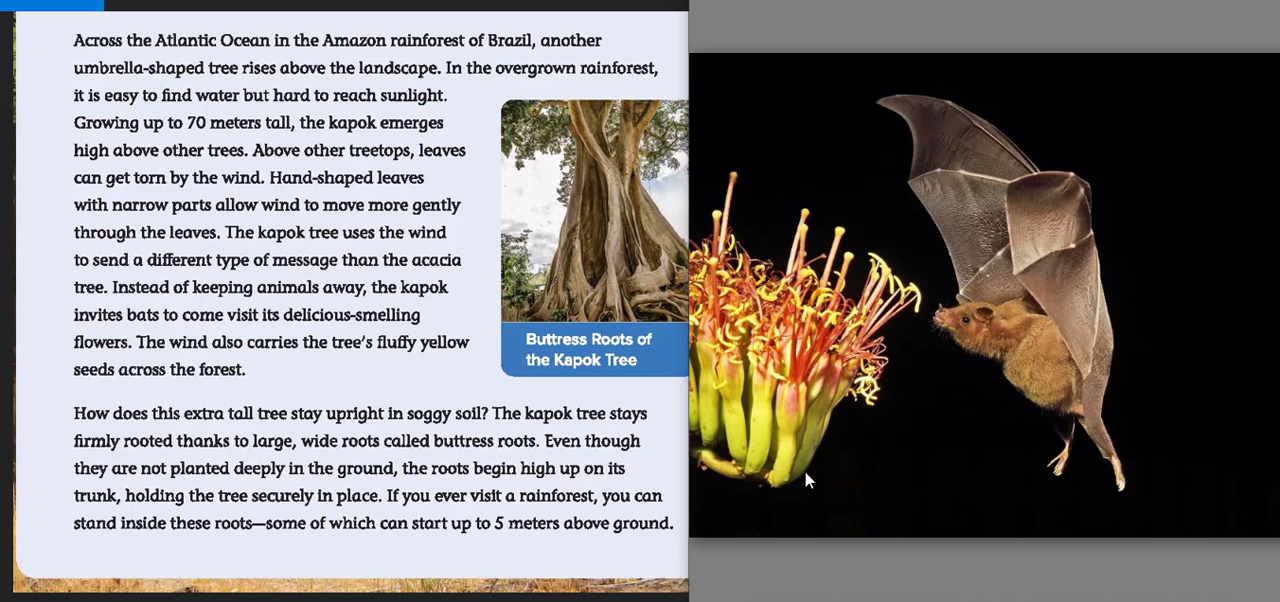 Across the Atlantic Ocean in the Amazon rainforest of Brazil, another
umbrella-shaped tree rises above the landscape. In the overgrown rainforest,
it is easy to find water but hard to reach sunlight.
Growing up to 70 meters tall, the kapok emerges
high above other trees. Above other treetops, leaves
can get torn by the wind. Hand-shaped leaves
with narrow parts allow wind to move more gently
through the leaves. The kapok tree uses the wind
to send a different type of message than the acacia
tree. Instead of keeping animals away, the kapok
invites bats to come visit its delicious-smelling
flowers. The wind also carries the tree's fluffy yellow
seeds across the forest.
Buttress Roots of
the Kapok Tree
How does this extra tall tree stay upright in soggy soil? The kapok tree stays
firmly rooted thanks to large, wide roots called buttress roots. Even though
they are not planted deeply in the ground, the roots begin high up on its
trunk, holding the tree securely in place. If you ever visit a rainforest, you can
stand inside these roots—some of which can start up to 5 meters above ground.